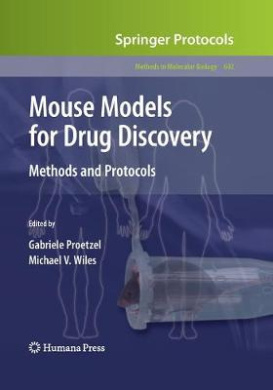 Springer Protocols
Methods in Molecular Biology 602
Mouse Models
for Drug Discovery
Methods and Protocols
Edited by
Gabriele Proetzel
Michael V. Wiles
Humana Press